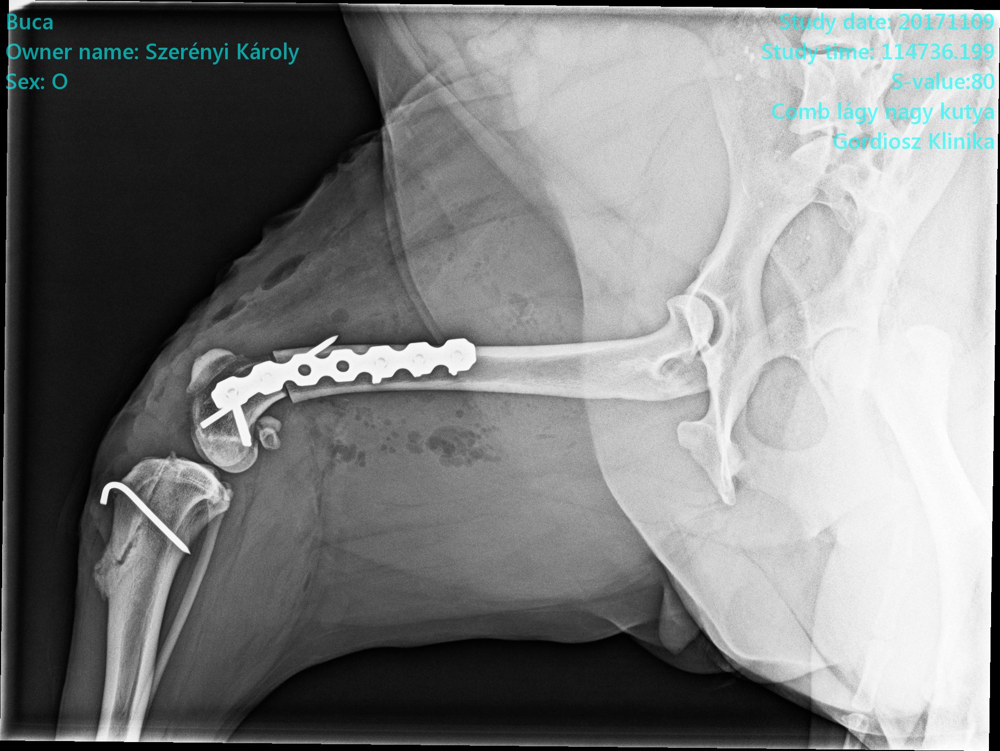 Buca
Owner name: Szerényi Károly
Sex: O
Study date: 20171109
Study time: 114736.199
S-value:80
Comb lágy nagy kutya
Gordiosz Klinika